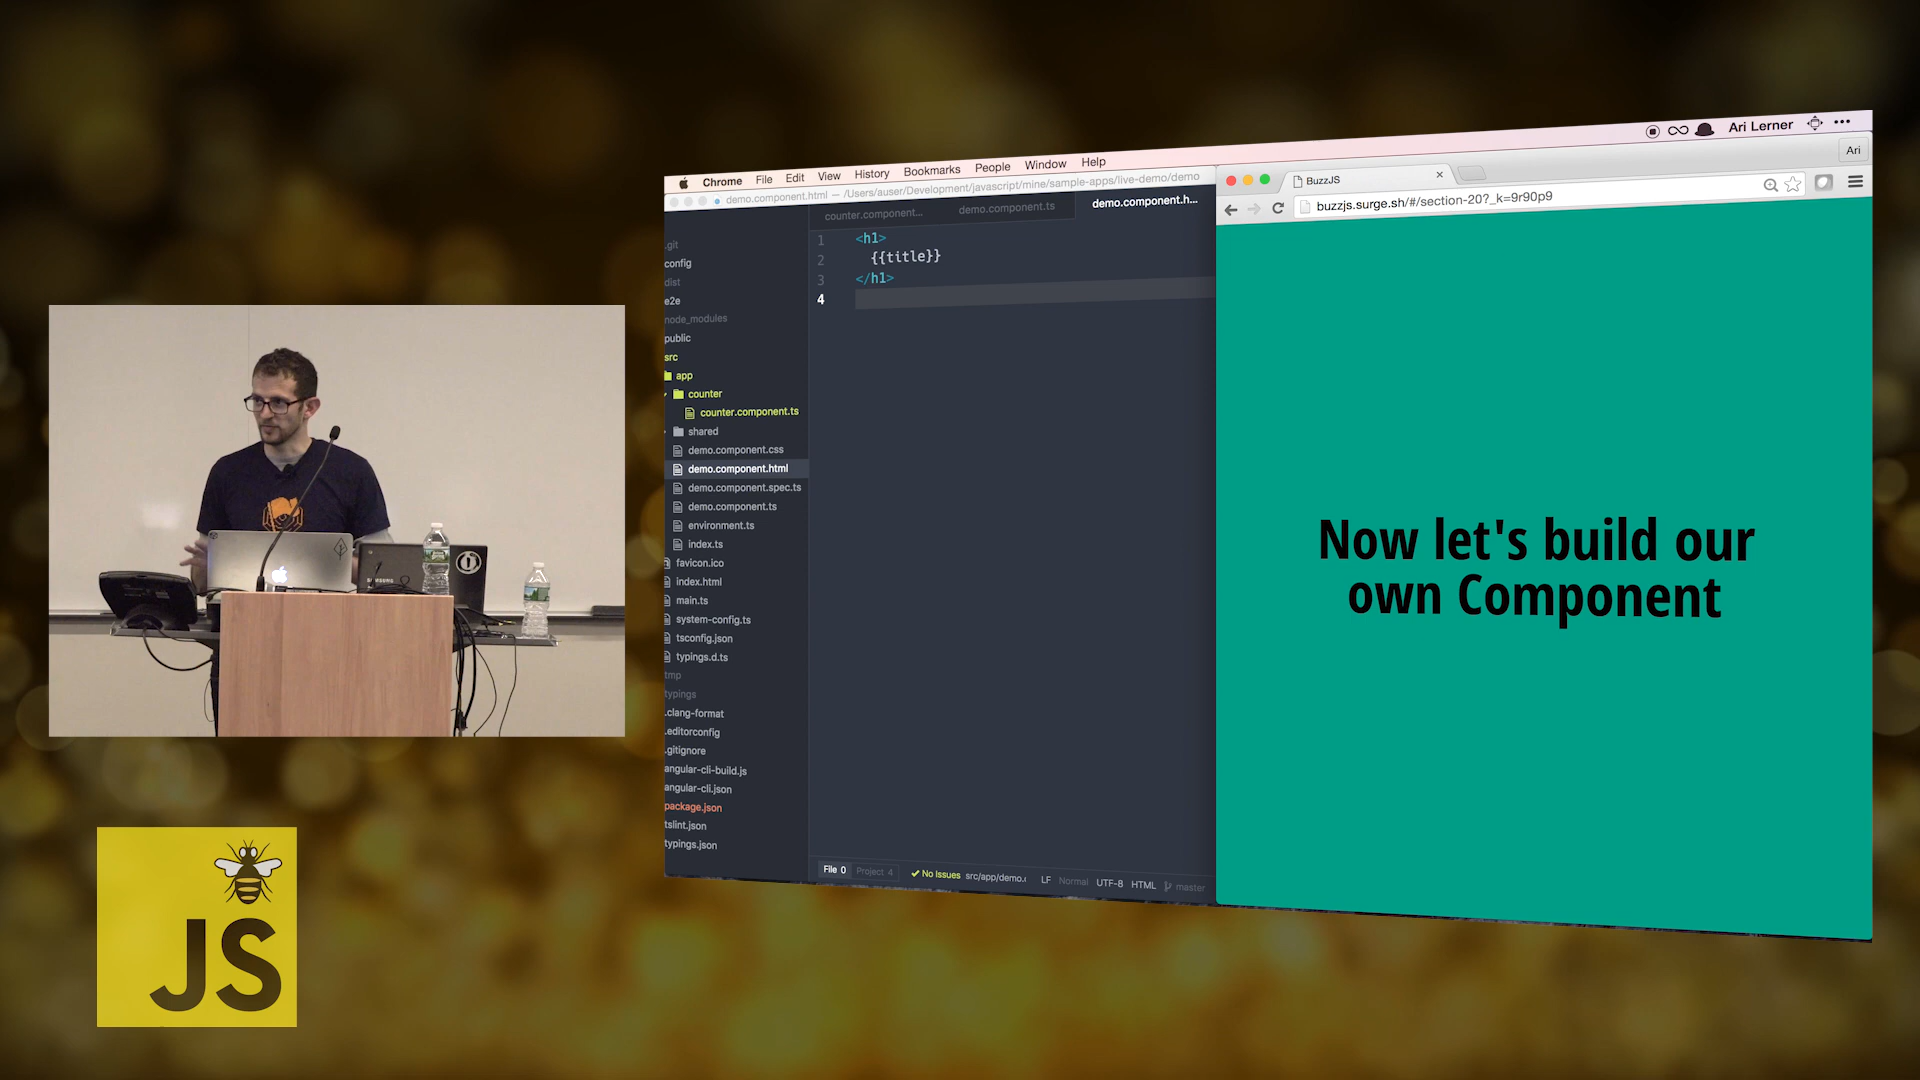 Chrome File Edit View History Bookmarks People Window Help
Ari Lerner •••
demo.component.html — /Users/auser/Development/javascript/mine/sample-apps/live-demo/demo
counter.component... demo.component.ts demo.component.h...
.git
config
dist
e2e
node_modules
public
src
app
counter
counter.component.ts
shared
demo.component.css
demo.component.html
demo.component.spec.ts
demo.component.ts
environment.ts
index.ts
favicon.ico
index.html
main.ts
system-config.ts
tsconfig.json
typings.d.ts
tmp
typings
.clang-format
.editorconfig
.gitignore
angular-cli-build.js
angular-cli.json
package.json
tslint.json
typings.json
1 <h1>
2 {{title}}
3 </h1>
4
File 0 Project 4 No Issues src/app/demo. LF Normal UTF-8 HTML master
BuzzJS
Ari
buzzjs.surge.sh/#/section-20?_k=9r90p9
Now let's build our
own Component
SAMSUNG
JS